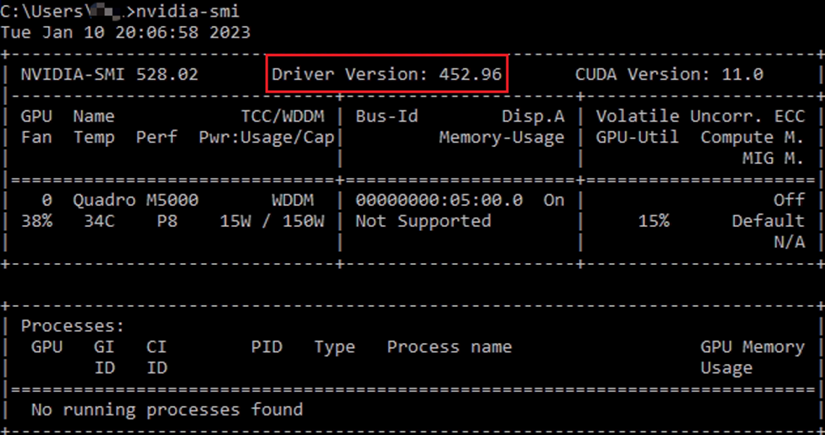 C:\Users\ >nvidia-smi
Tue Jan 10 20:06:58 2023
NVIDIA-SMI 528.02 Driver Version: 452.96 CUDA Version: 11.0
GPU Name TCC/WDDM | Bus-Id Disp.A | Volatile Uncorr. ECC
Fan Temp Perf Pwr:Usage/Cap| Memory-Usage | GPU-Util Compute M.
MIG M.
0 Quadro M5000 WDDM | 00000000:05:00.0 On | Off
38% 34C P8 15W / 150W | Not Supported | 15% Default
N/A
Processes:
GPU GI CI PID Type Process name GPU Memory
ID ID Usage
No running processes found